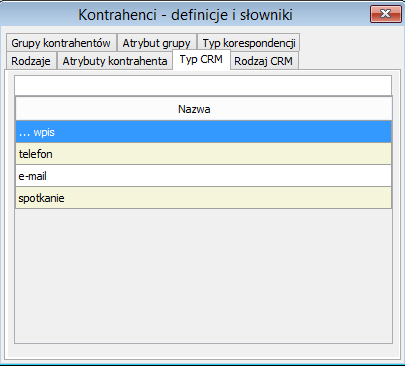 Kontrahenci - definicje i słowniki
Grupy kontrahentów Atrybut grupy Typ korespondencji
Rodzaje Atrybuty kontrahenta Typ CRM Rodzaj CRM
Nazwa
... wpis
telefon
e-mail
spotkanie